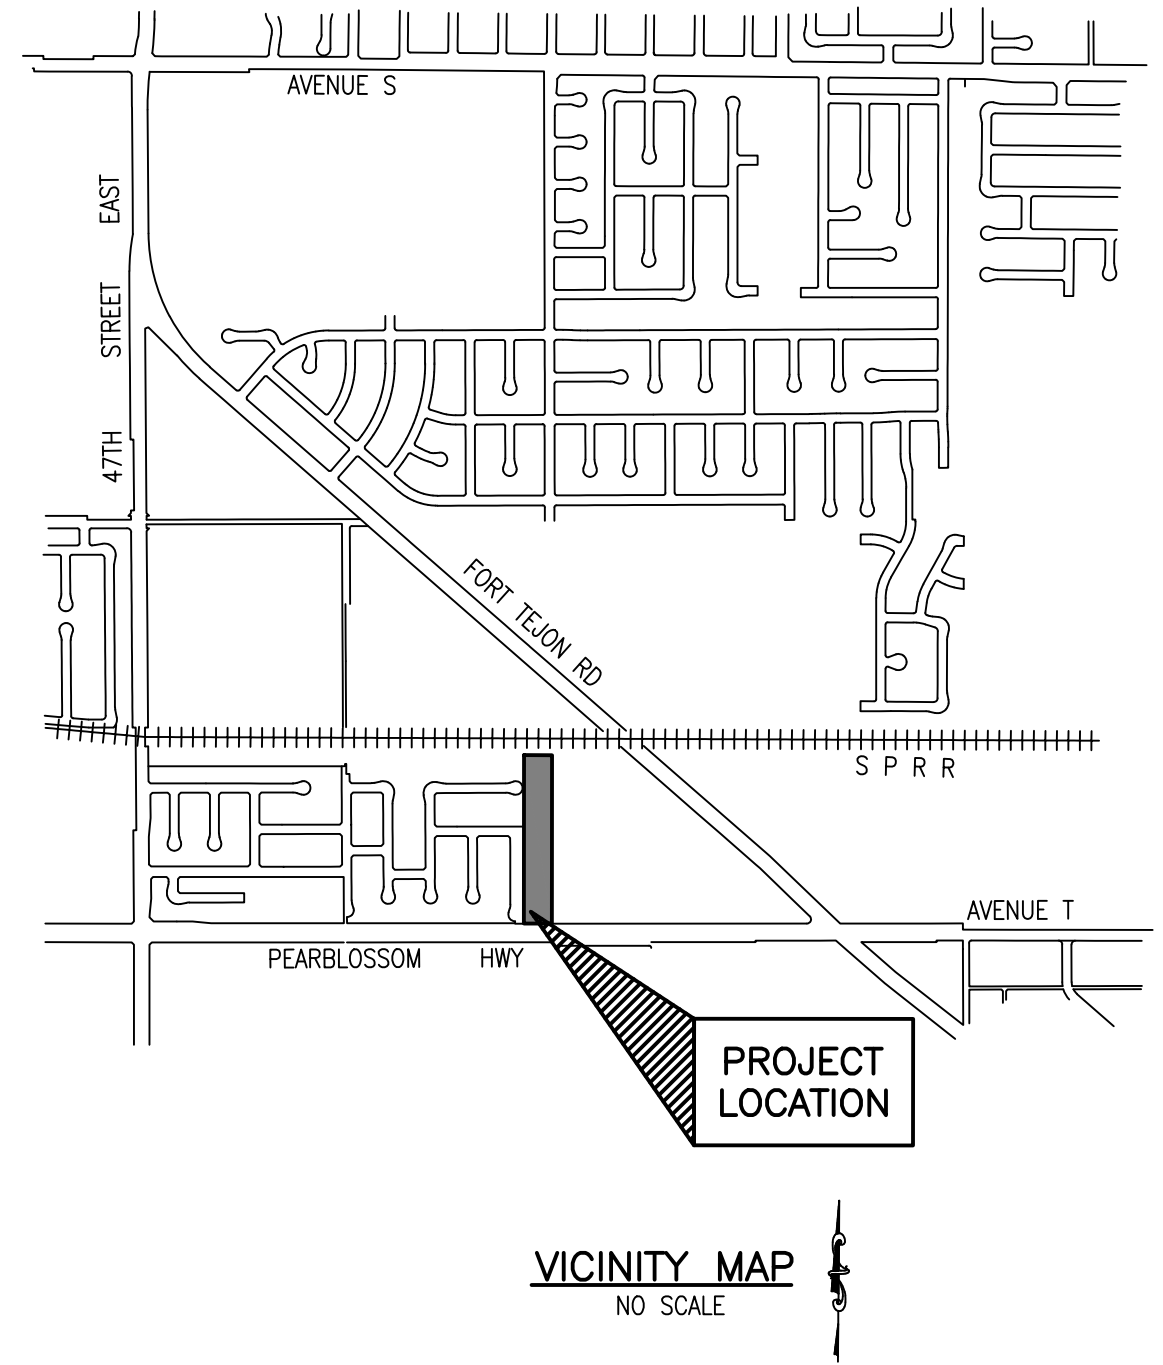 AVENUE S
47TH STREET EAST
FORT TEJON RD
S P R R
AVENUE T
PEARBLOSSOM HWY
PROJECT
LOCATION
VICINITY MAP
NO SCALE